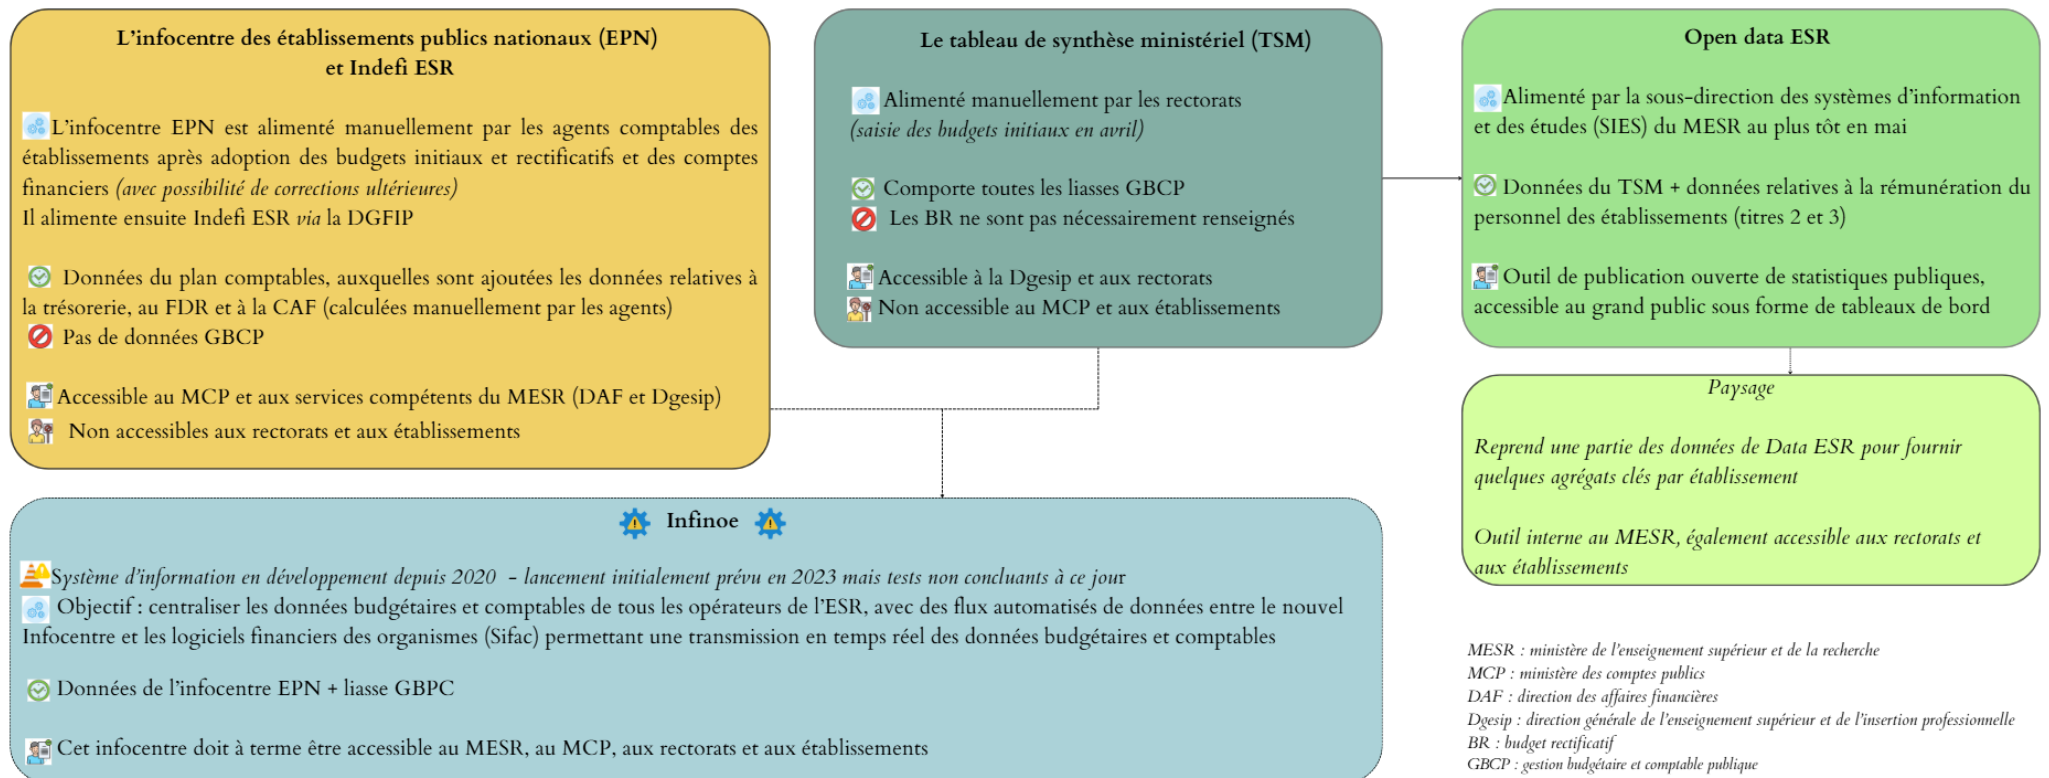 L'infocentre des établissements publics nationaux (EPN)
et Indefi ESR
L'infocentre EPN est alimenté manuellement par les agents comptables des
établissements après adoption des budgets initiaux et rectificatifs et des comptes
financiers (avec possibilité de corrections ultérieures)
Il alimente ensuite Indefi ESR via la DGFIP
Données du plan comptables, auxquelles sont ajoutées les données relatives à
la trésorerie, au FDR et à la CAF (calculées manuellement par les agents)
Pas de données GBCP
Accessible au MCP et aux services compétents du MESR (DAF et Dgesip)
Non accessibles aux rectorats et aux établissements
Le tableau de synthèse ministériel (TSM)
Alimenté manuellement par les rectorats
(saisie des budgets initiaux en avril)
Comporte toutes les liasses GBCP
Les BR ne sont pas nécessairement renseignés
Accessible à la Dgesip et aux rectorats
Non accessible au MCP et aux établissements
Open data ESR
Alimenté par la sous-direction des systèmes d'information
et des études (SIES) du MESR au plus tôt en mai
Données du TSM + données relatives à la rémunération du
personnel des établissements (titres 2 et 3)
Outil de publication ouverte de statistiques publiques,
accessible au grand public sous forme de tableaux de bord
Paysage
Reprend une partie des données de Data ESR pour fournir
quelques agrégats clés par établissement
Outil interne au MESR, également accessible aux rectorats et
aux établissements
Infinoe
Système d'information en développement depuis 2020 - lancement initialement prévu en 2023 mais tests non concluants à ce jour
Objectif : centraliser les données budgétaires et comptables de tous les opérateurs de l'ESR, avec des flux automatisés de données entre le nouvel
Infocentre et les logiciels financiers des organismes (Sifac) permettant une transmission en temps réel des données budgétaires et comptables
Données de l'infocentre EPN + liasse GBPC
Cet infocentre doit à terme être accessible au MESR, au MCP, aux rectorats et aux établissements
MESR : ministère de l'enseignement supérieur et de la recherche
MCP : ministère des comptes publics
DAF : direction des affaires financières
Dgesip : direction générale de l'enseignement supérieur et de l'insertion professionnelle
BR : budget rectificatif
GBCP : gestion budgétaire et comptable publique